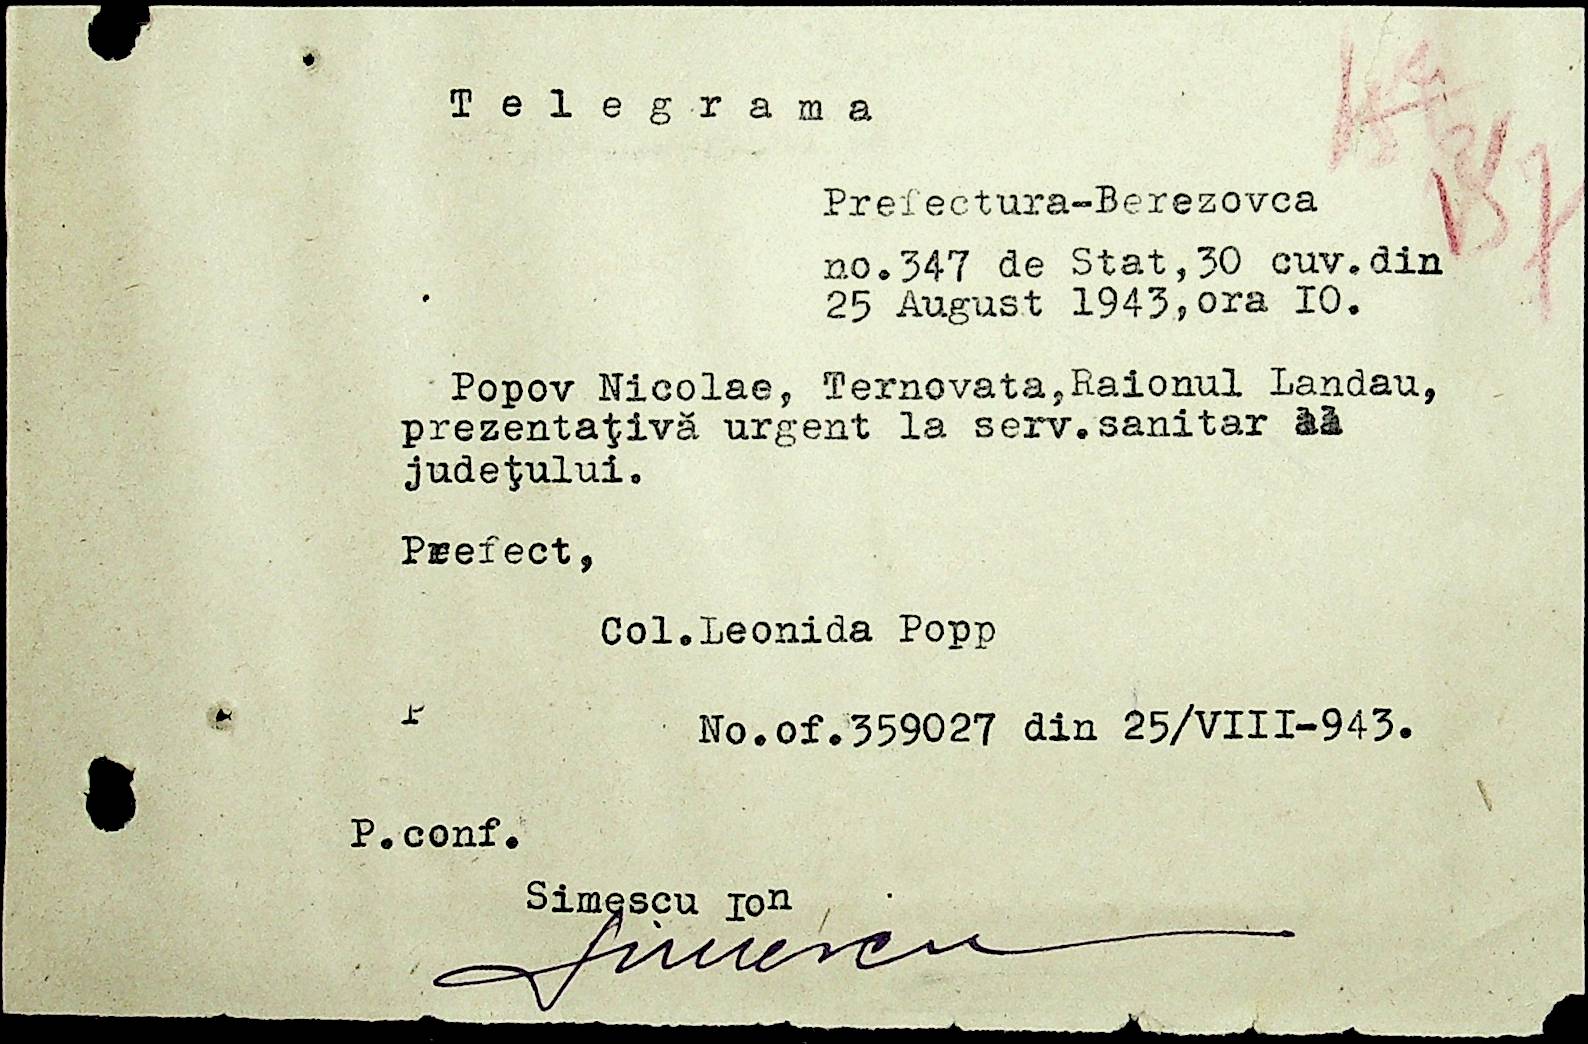 Telegrama
Prefectura-Berezovca
no.347 de Stat,30 cuv.din
25 August 1943,ora IO.
Popov Nicolae, Ternovata,Raionul Landau,
prezentaţivă urgent la serv.sanitar
judeţului.
Prefect,
Col.Leonida Popp
P
No.of.359027 din 25/VIII-943.
P.conf.
Simescu Ion
Simescu